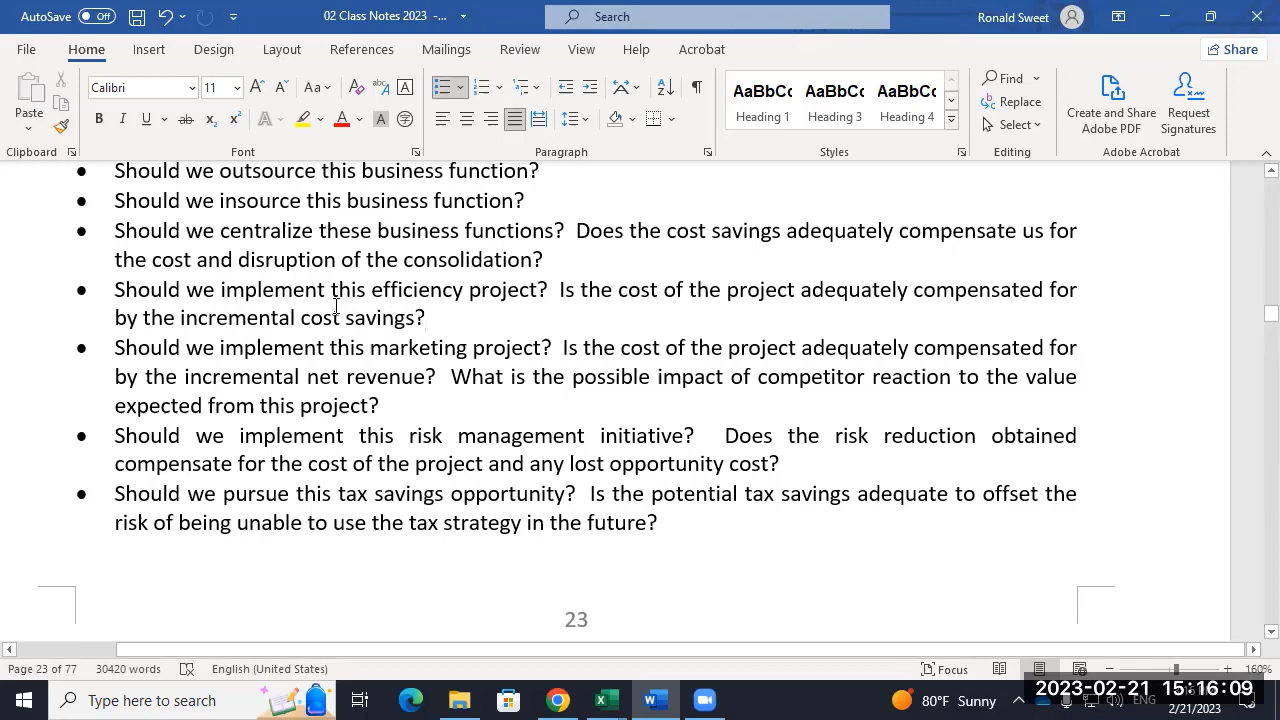 AutoSave Off 02 Class Notes 2023 -... Search Ronald Sweet
File Home Insert Design Layout References Mailings Review View Help Acrobat Share
Paste Calibri 11 Aa AaBbCc AaBbCc AaBbCc Find
Heading 1 Heading 3 Heading 4 Replace Create and Share Request
B I U ab x₂ x² A A Select Adobe PDF Signatures
Clipboard Font Paragraph Styles Editing Adobe Acrobat
• Should we outsource this business function?
• Should we insource this business function?
• Should we centralize these business functions? Does the cost savings adequately compensate us for
the cost and disruption of the consolidation?
• Should we implement this efficiency project? Is the cost of the project adequately compensated for
by the incremental cost savings?
• Should we implement this marketing project? Is the cost of the project adequately compensated for
by the incremental net revenue? What is the possible impact of competitor reaction to the value
expected from this project?
• Should we implement this risk management initiative? Does the risk reduction obtained
compensate for the cost of the project and any lost opportunity cost?
• Should we pursue this tax savings opportunity? Is the potential tax savings adequate to offset the
risk of being unable to use the tax strategy in the future?
23
Page 23 of 77 30420 words English (United States) Focus 160%
Type here to search 80°F Sunny ENG
2023-02-21 15:16:09
2/21/2023